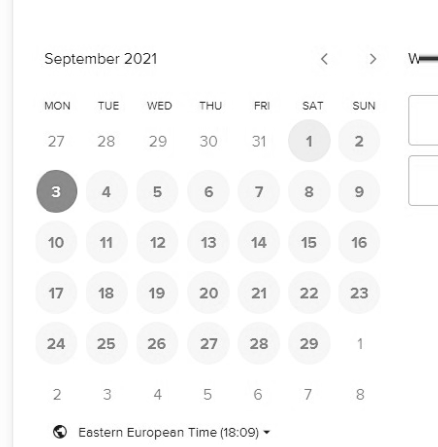 September 2021
MON TUE WED THU FRI SAT SUN
27 28 29 30 31 1 2
3 4 5 6 7 8 9
10 11 12 13 14 15 16
17 18 19 20 21 22 23
24 25 26 27 28 29 1
2 3 4 5 6 7 8
Eastern European Time (18:09)